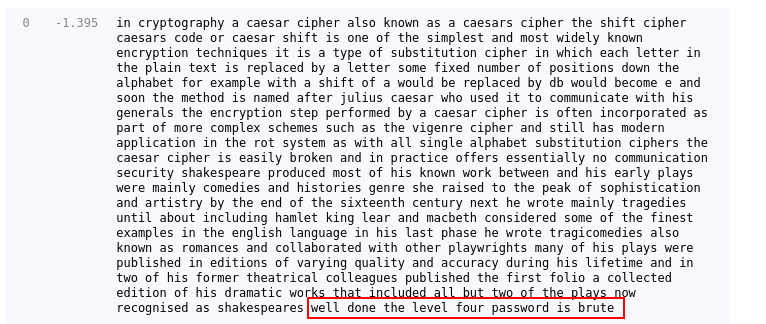 0 -1.395 in cryptography a caesar cipher also known as a caesars cipher the shift cipher
caesars code or caesar shift is one of the simplest and most widely known
encryption techniques it is a type of substitution cipher in which each letter in
the plain text is replaced by a letter some fixed number of positions down the
alphabet for example with a shift of a would be replaced by db would become e and
soon the method is named after julius caesar who used it to communicate with his
generals the encryption step performed by a caesar cipher is often incorporated as
part of more complex schemes such as the vigenre cipher and still has modern
application in the rot system as with all single alphabet substitution ciphers the
caesar cipher is easily broken and in practice offers essentially no communication
security shakespeare produced most of his known work between and his early plays
were mainly comedies and histories genre she raised to the peak of sophistication
and artistry by the end of the sixteenth century next he wrote mainly tragedies
until about including hamlet king lear and macbeth considered some of the finest
examples in the english language in his last phase he wrote tragicomedies also
known as romances and collaborated with other playwrights many of his plays were
published in editions of varying quality and accuracy during his lifetime and in
two of his former theatrical colleagues published the first folio a collected
edition of his dramatic works that included all but two of the plays now
recognised as shakespeares well done the level four password is brute